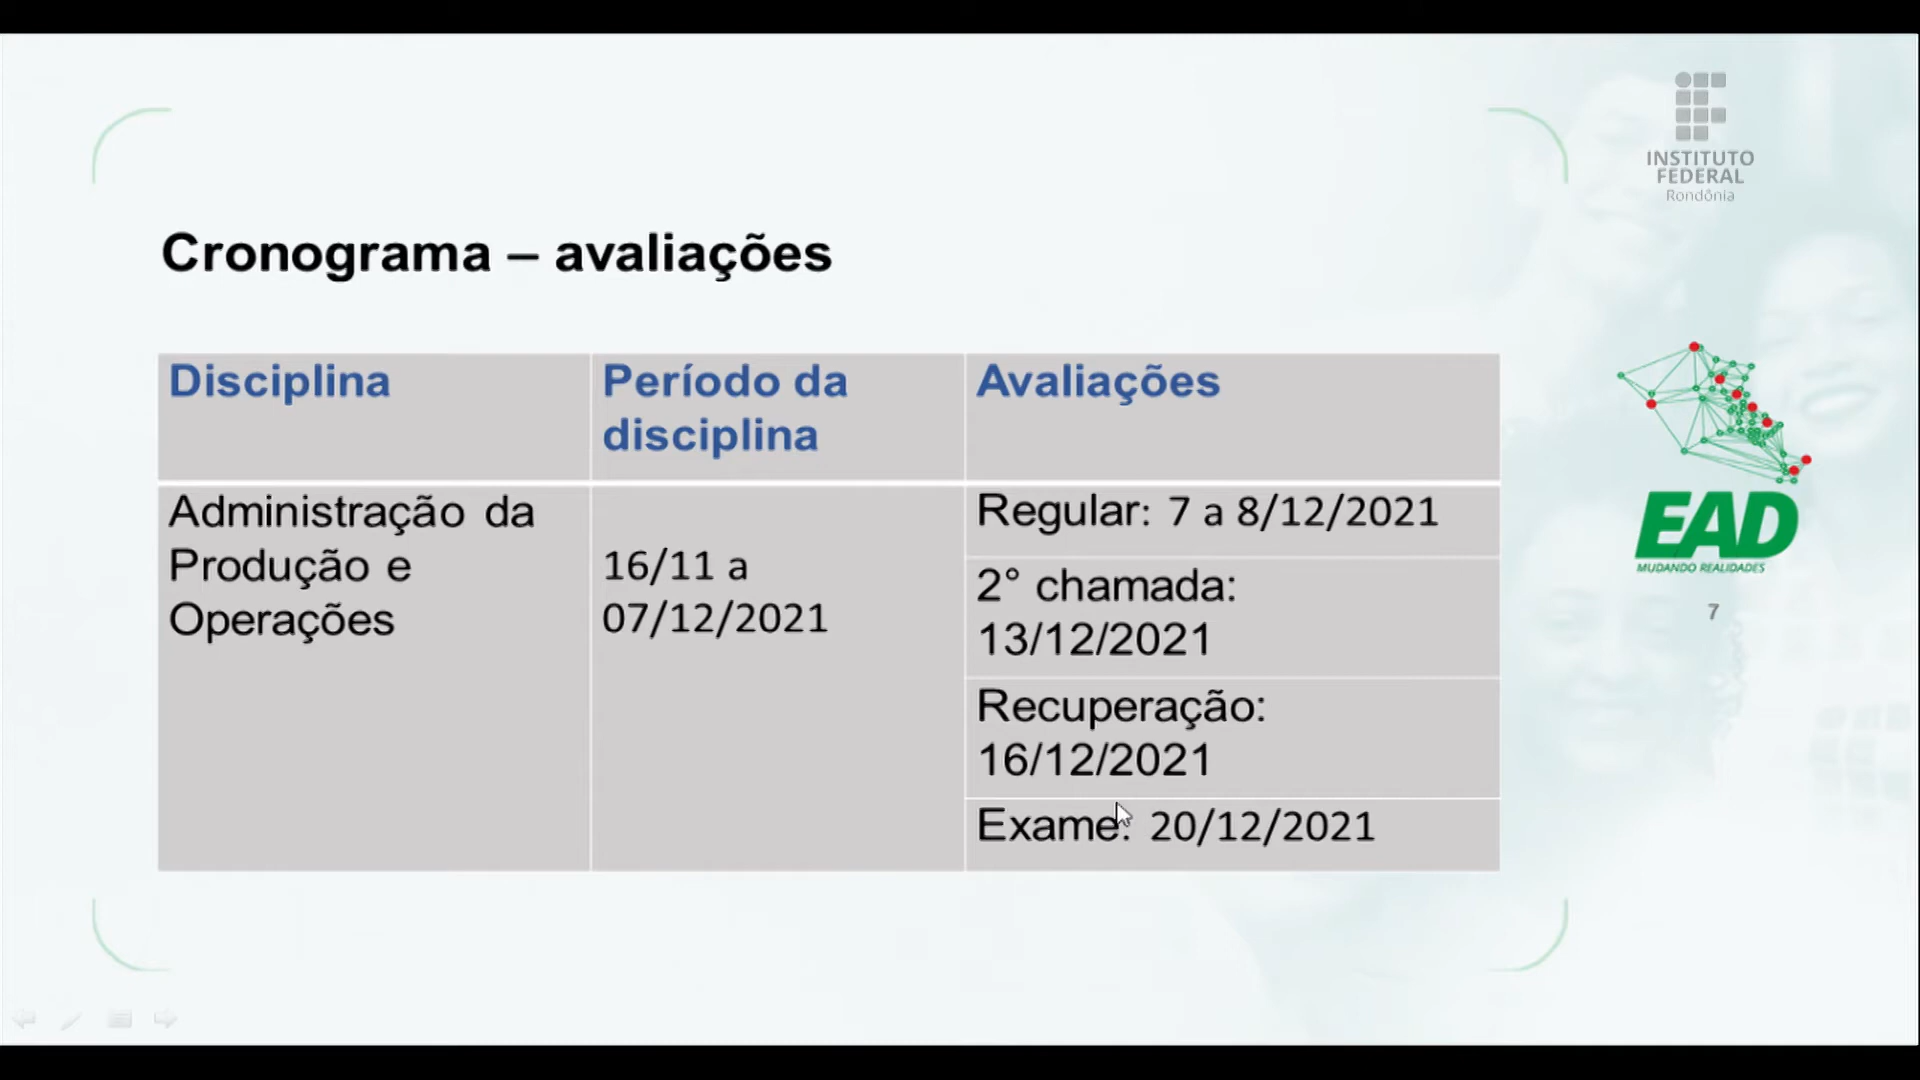 INSTITUTO
FEDERAL
Rondônia
Cronograma – avaliações
Disciplina
Período da
disciplina
Avaliações
Administração da
Produção e
Operações
16/11 a
07/12/2021
Regular: 7 a 8/12/2021
2° chamada:
13/12/2021
Recuperação:
16/12/2021
Exame: 20/12/2021
EAD
MUDANDO REALIDADES
7